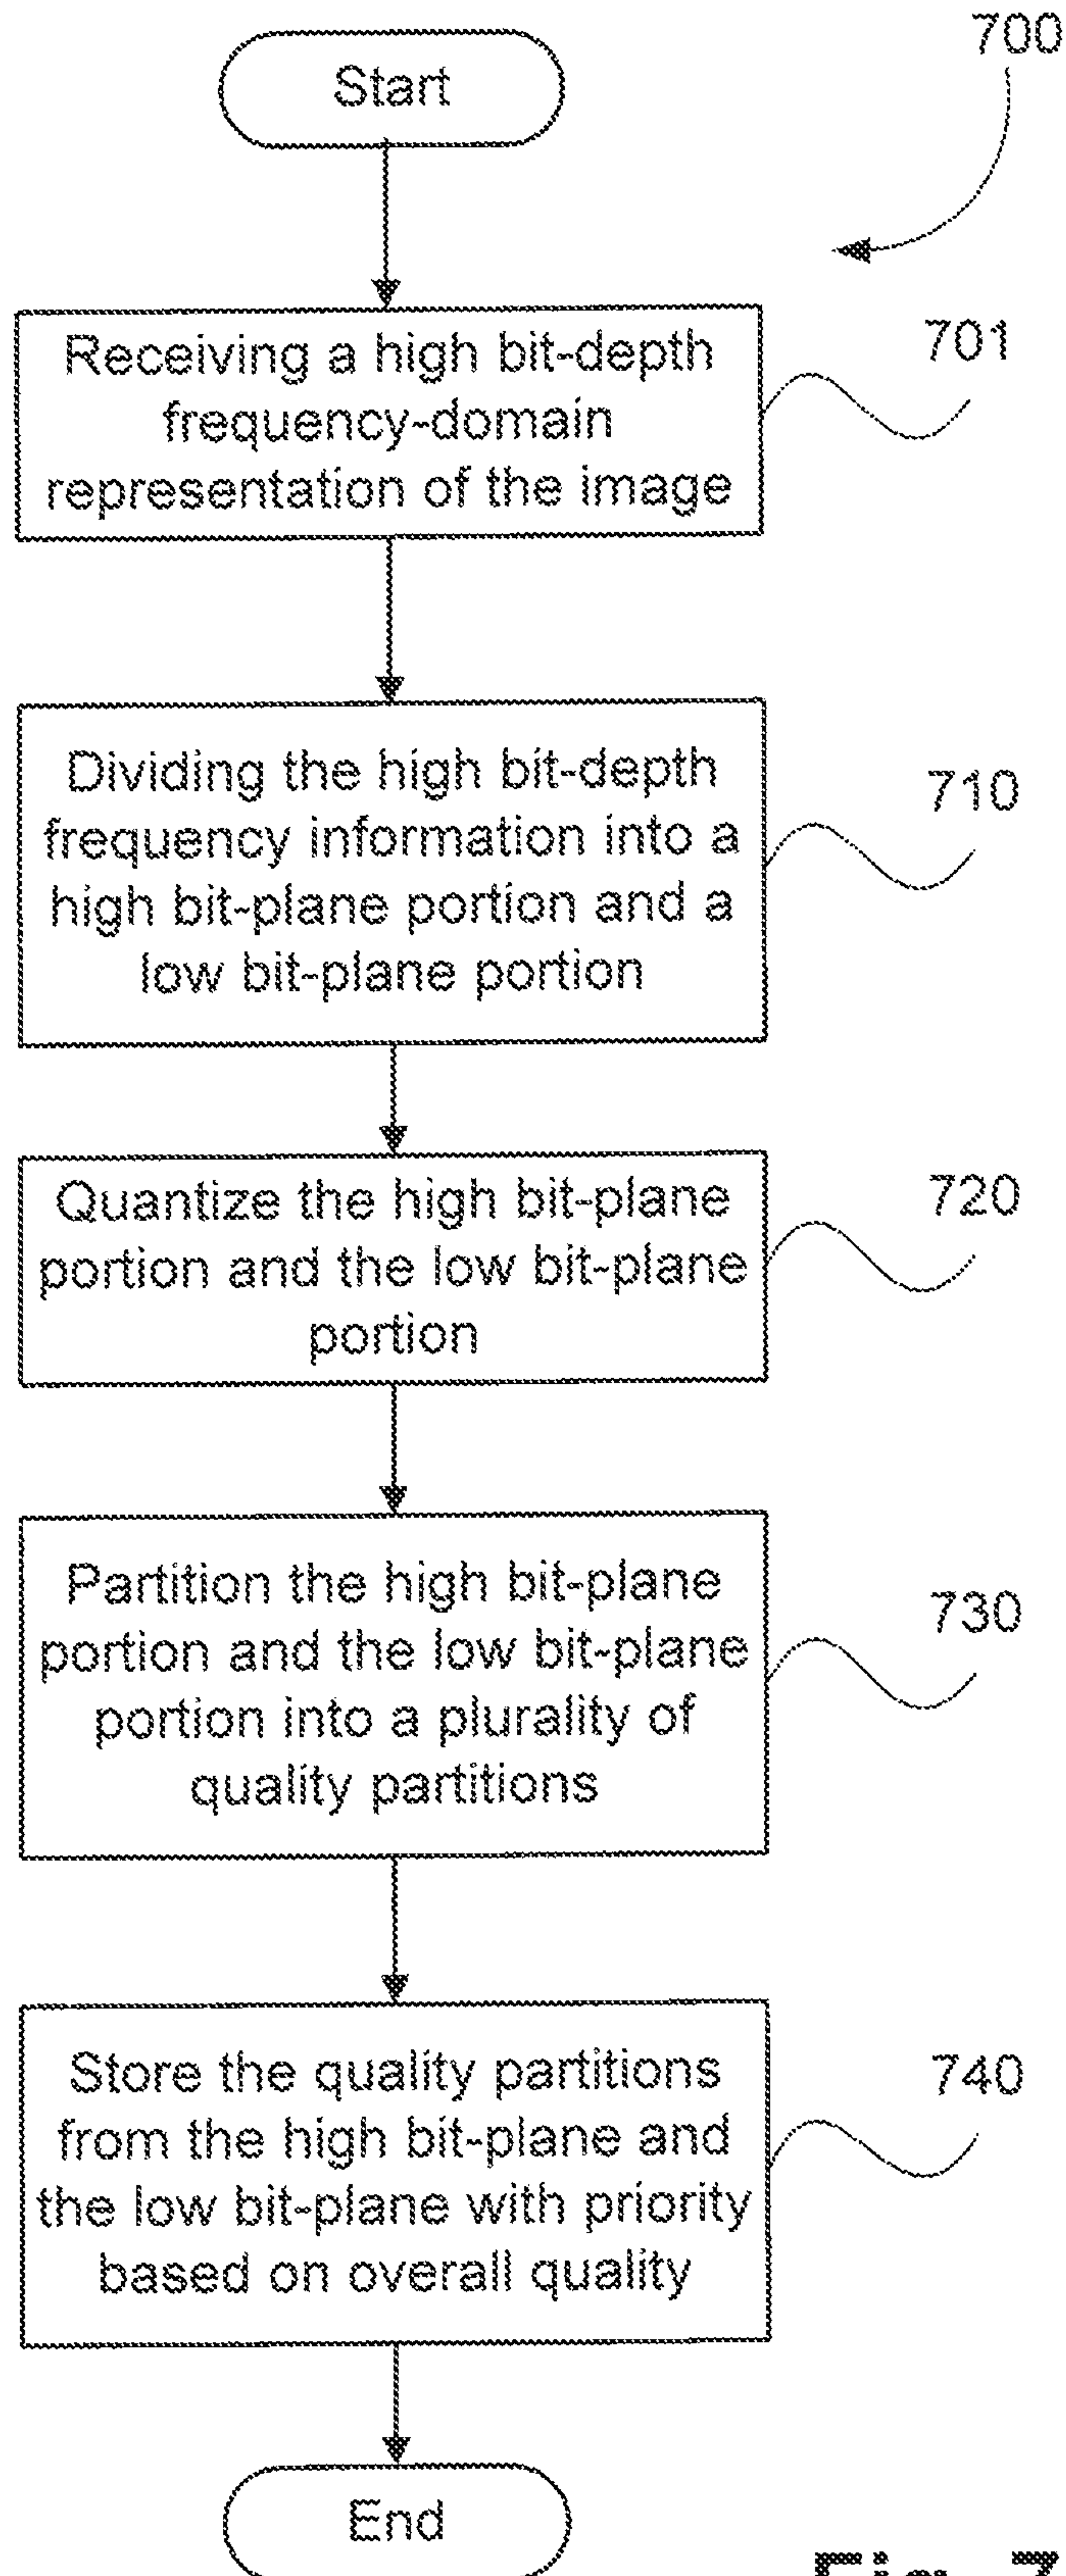 700
Start
701
Receiving a high bit-depth
frequency-domain
representation of the image
710
Dividing the high bit-depth
frequency information into a
high bit-plane portion and a
low bit-plane portion
720
Quantize the high bit-plane
portion and the low bit-plane
portion
730
Partition the high bit-plane
portion and the low bit-plane
portion into a plurality of
quality partitions
740
Store the quality partitions
from the high bit-plane and
the low bit-plane with priority
based on overall quality
End
Fig. 7